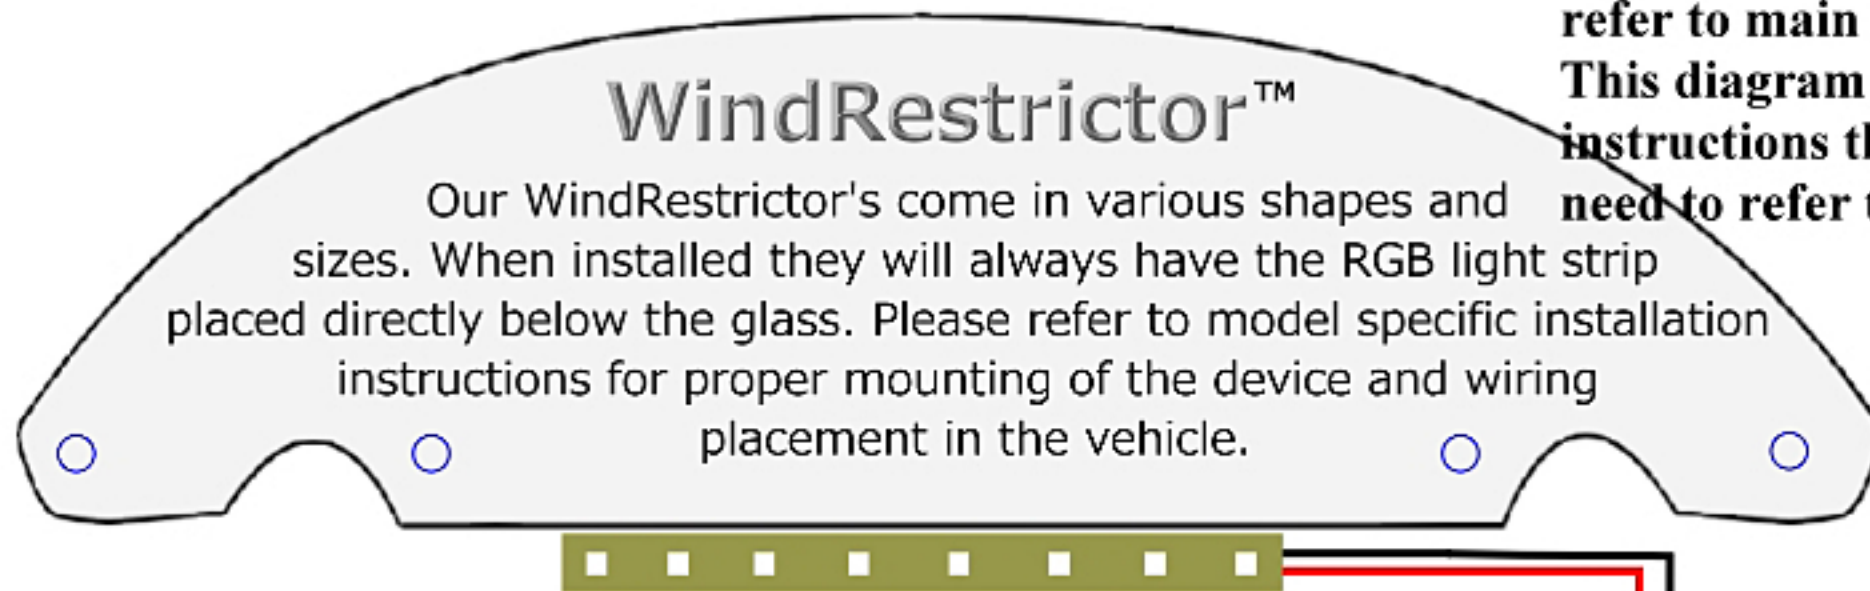 WindRestrictor™
Our WindRestrictor's come in various shapes and
sizes. When installed they will always have the RGB light strip
placed directly below the glass. Please refer to model specific installation
instructions for proper mounting of the device and wiring
placement in the vehicle.
refer to main
This diagram
instructions
need to refer